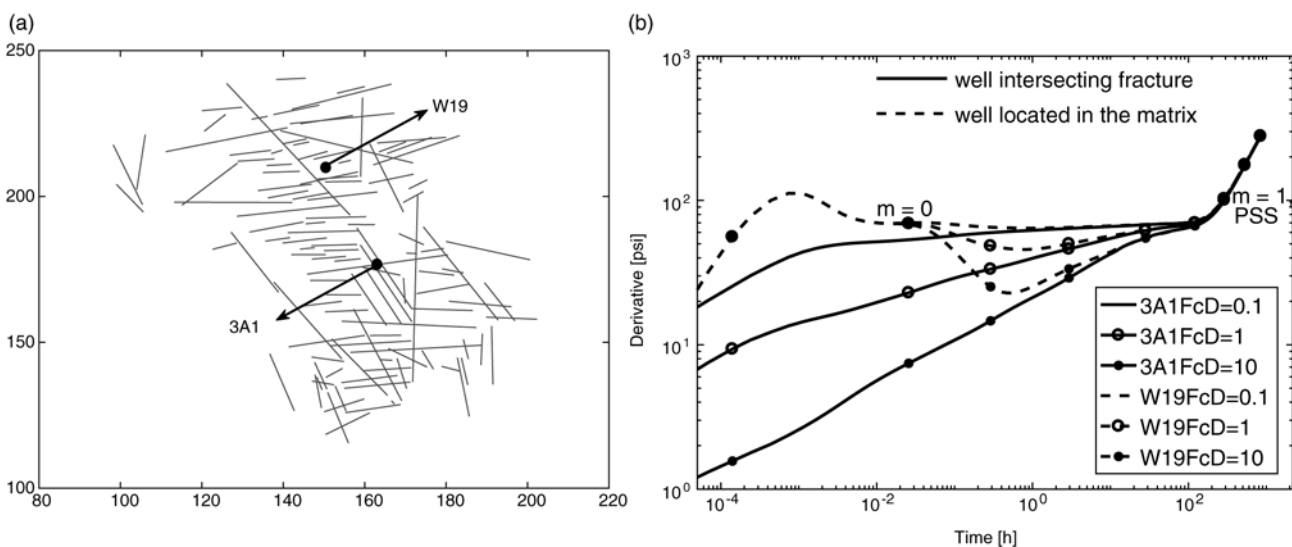 (a)
250
200
150
100
80
100
120
140
160
180
200
220
W19
3A1
(b)
10^3
10^2
10^1
10^0
Derivative [psi]
10^-4
10^-2
10^0
10^2
Time [h]
well intersecting fracture
well located in the matrix
m = 0
m = 1
PSS
3A1FcD=0.1
3A1FcD=1
3A1FcD=10
W19FcD=0.1
W19FcD=1
W19FcD=10